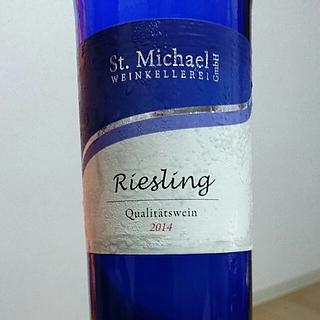 St. Michael
WEINKELLEREI GmbH
Riesling
Qualitätswein
2014